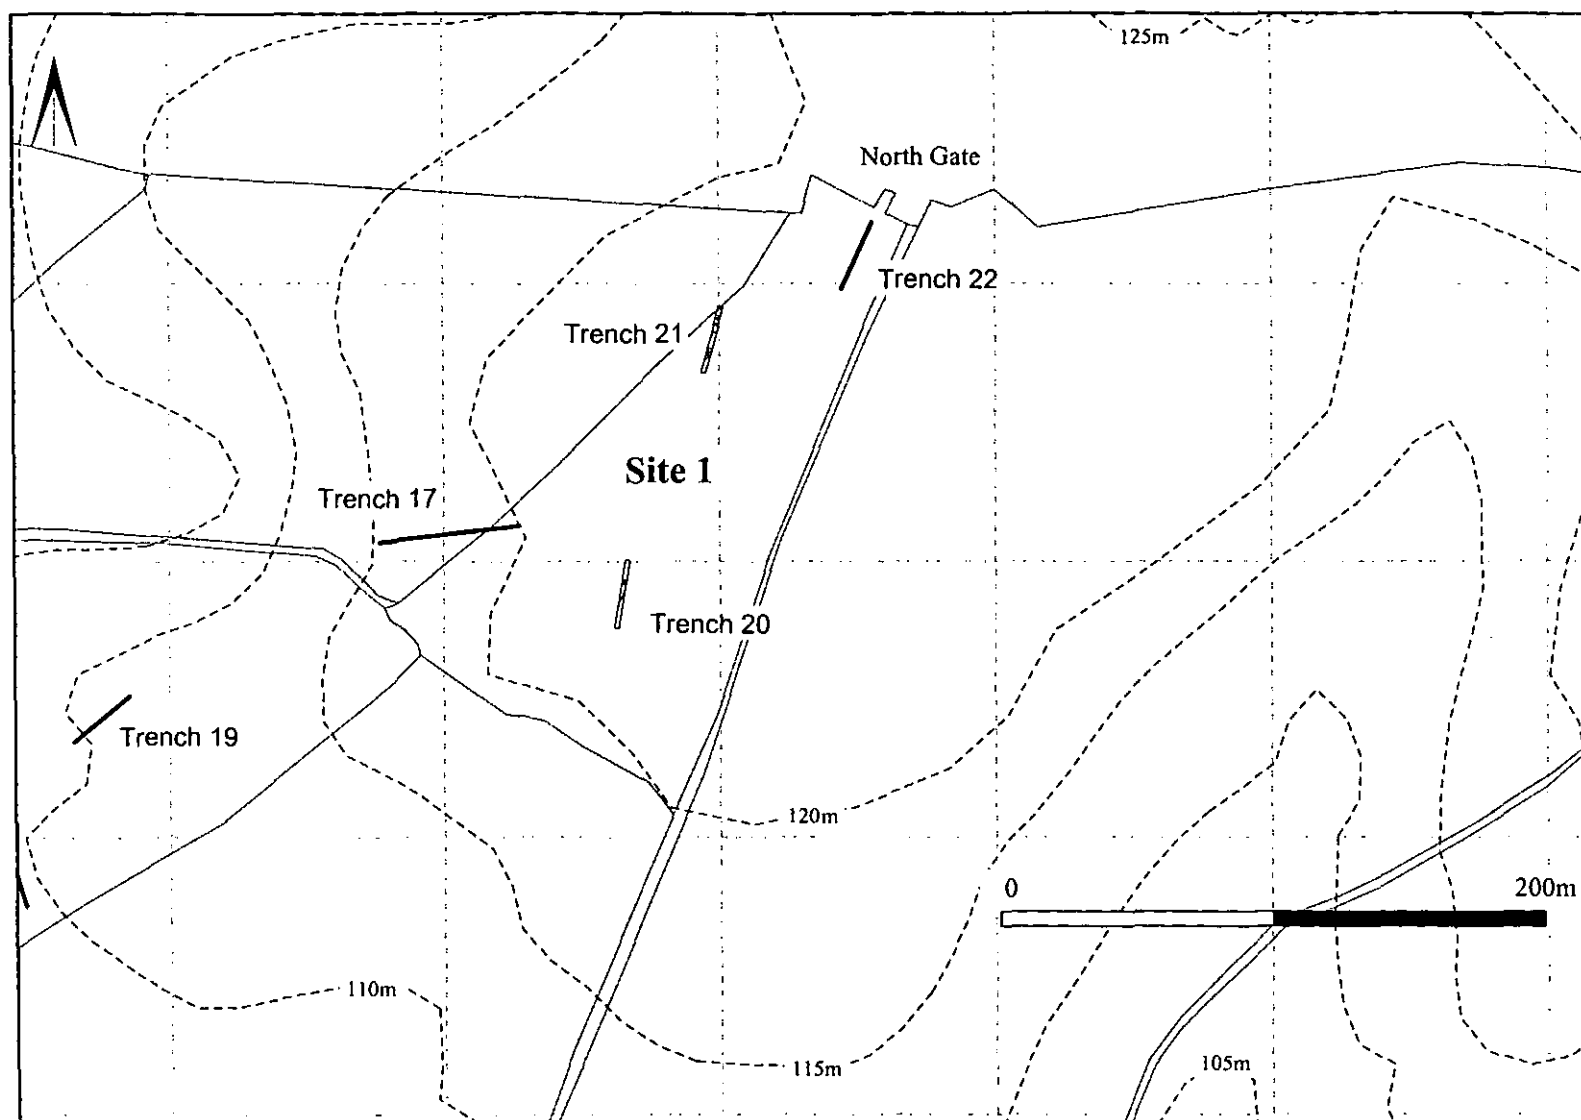 125m
North Gate
Trench 22
Trench 21
Site 1
Trench 17
Trench 20
Trench 19
120m
0
200m
110m
115m
105m